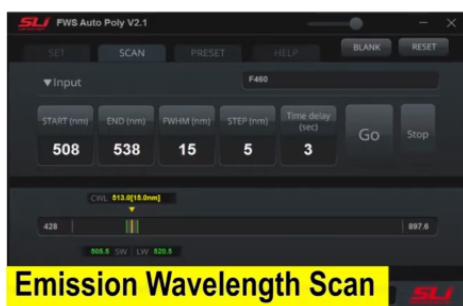 SLi FWS Auto Poly V2.1
SET SCAN PRESET HELP BLANK RESET
▼Input F460
START (nm) END (nm) FWHM (nm) STEP (nm) Time delay (sec)
508 538 15 5 3 Go Stop
CWL 513.0[15.0nm]
428 897.6
505.5 SW LW 520.5
Emission Wavelength Scan
SLi